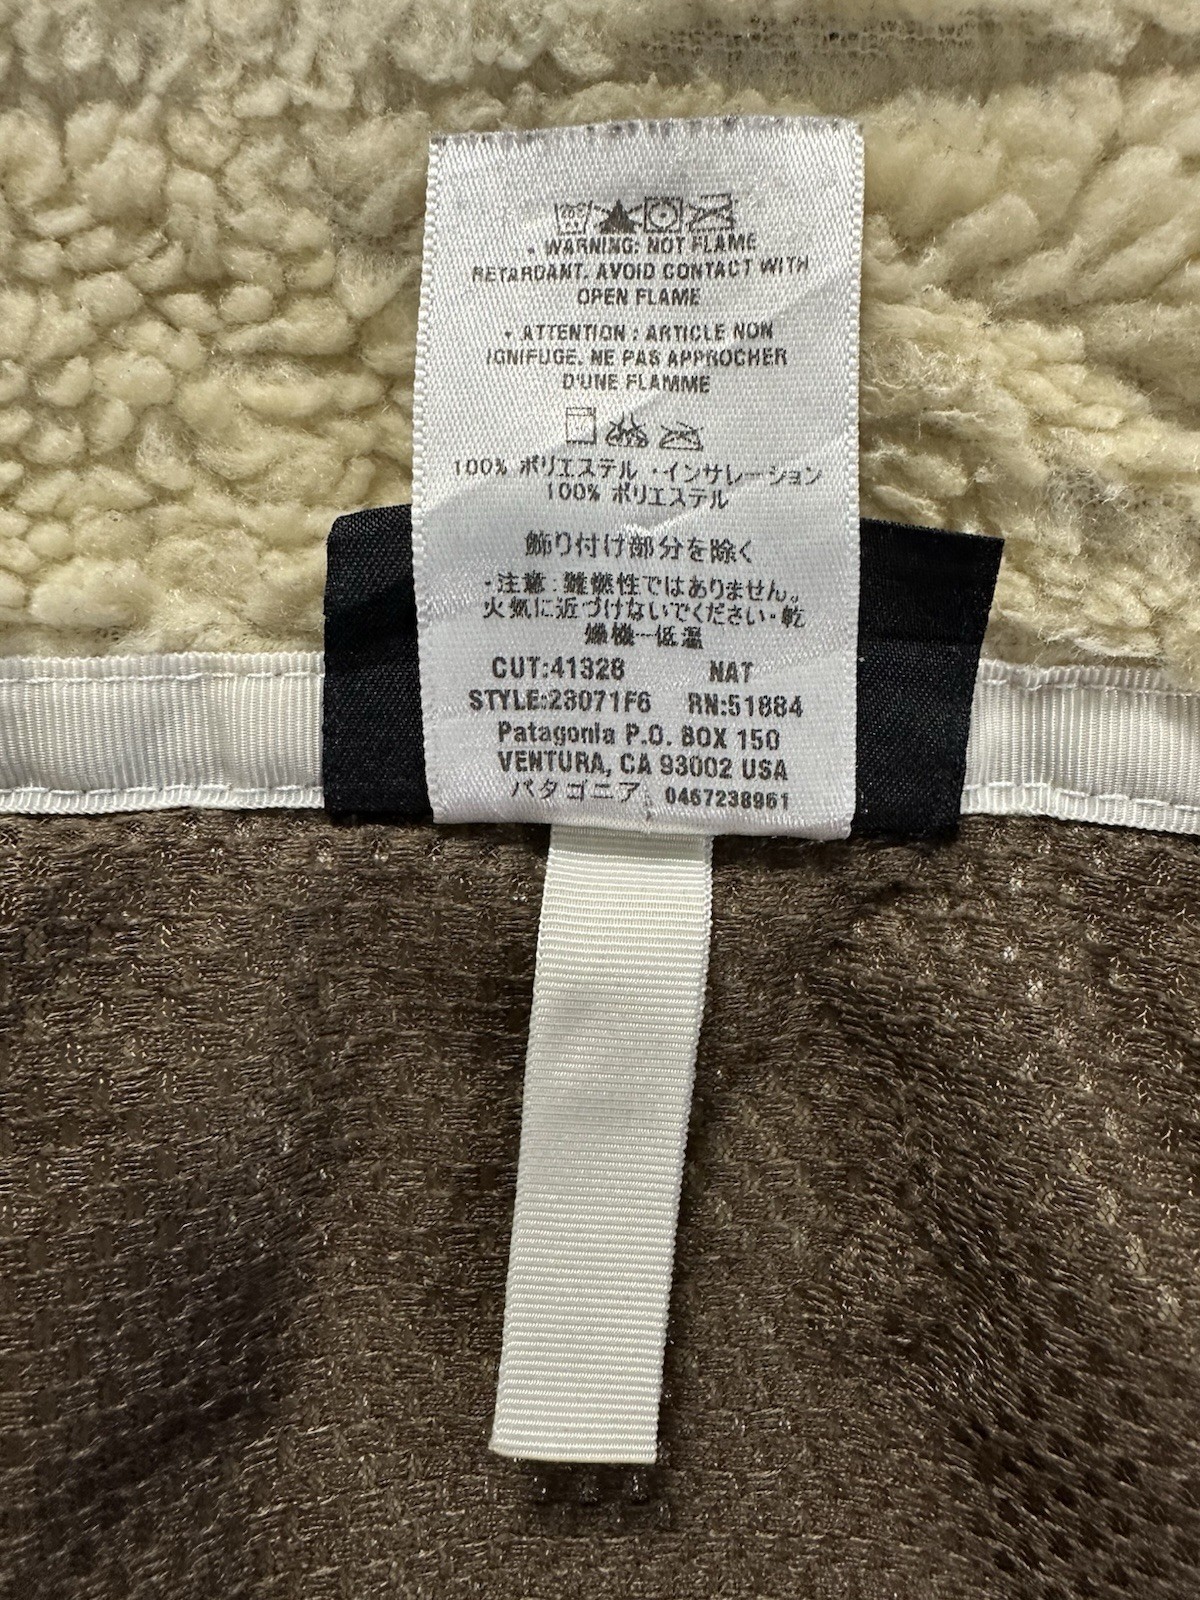 • WARNING: NOT FLAME
RETARDANT. AVOID CONTACT WITH
OPEN FLAME
• ATTENTION : ARTICLE NON
IGNIFUGE. NE PAS APPROCHER
D'UNE FLAMME
100% ポリエステル ・インサレーション
100% ポリエステル
飾り付け部分を除く
・注意：難燃性ではありません。
火気に近づけないでください・乾
燥機ー低温
CUT:41328 NAT
STYLE:23071F6 RN:51884
Patagonia P.O. BOX 150
VENTURA, CA 93002 USA
パタゴニア: 0467238961